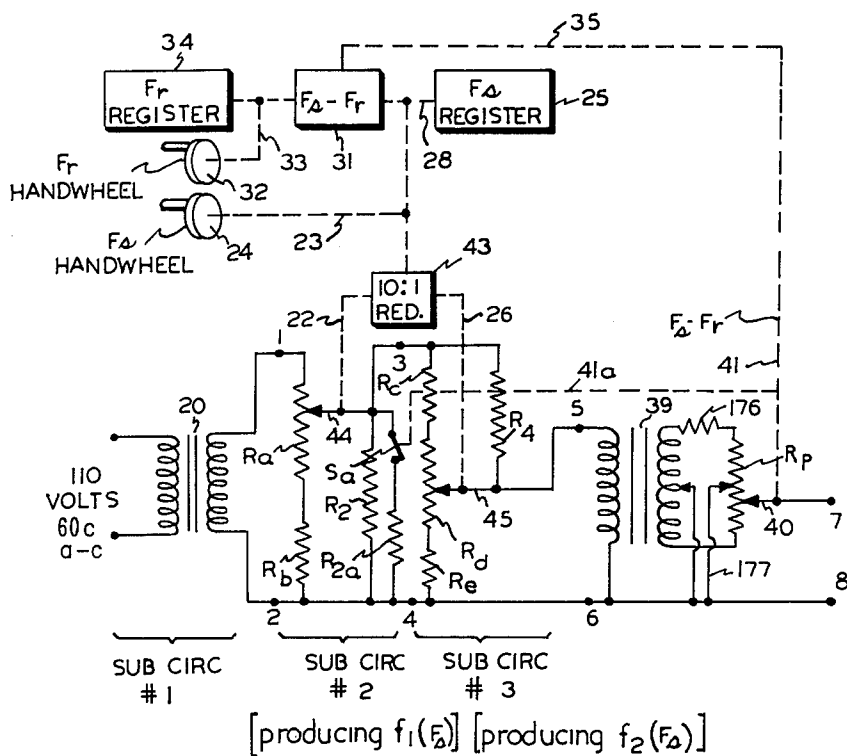 34
35
Fr
REGISTER
Fs-Fr
Fs
REGISTER
25
33
31
28
Fr
HANDWHEEL
32
23
43
Fs
HANDWHEEL
24
10:1
RED.
22
26
Fs-Fr
1
3
41
Rc
41a
20
44
R4
5
39
176
Ra
Sa
Rp
110
VOLTS
60c
a-c
R2
45
40
7
Rd
Rb
R2a
Re
177
8
2
4
6
SUB CIRC
#1
SUB CIRC
#2
SUB CIRC
#3
[producing f1(Fs)] [producing f2(Fs)]